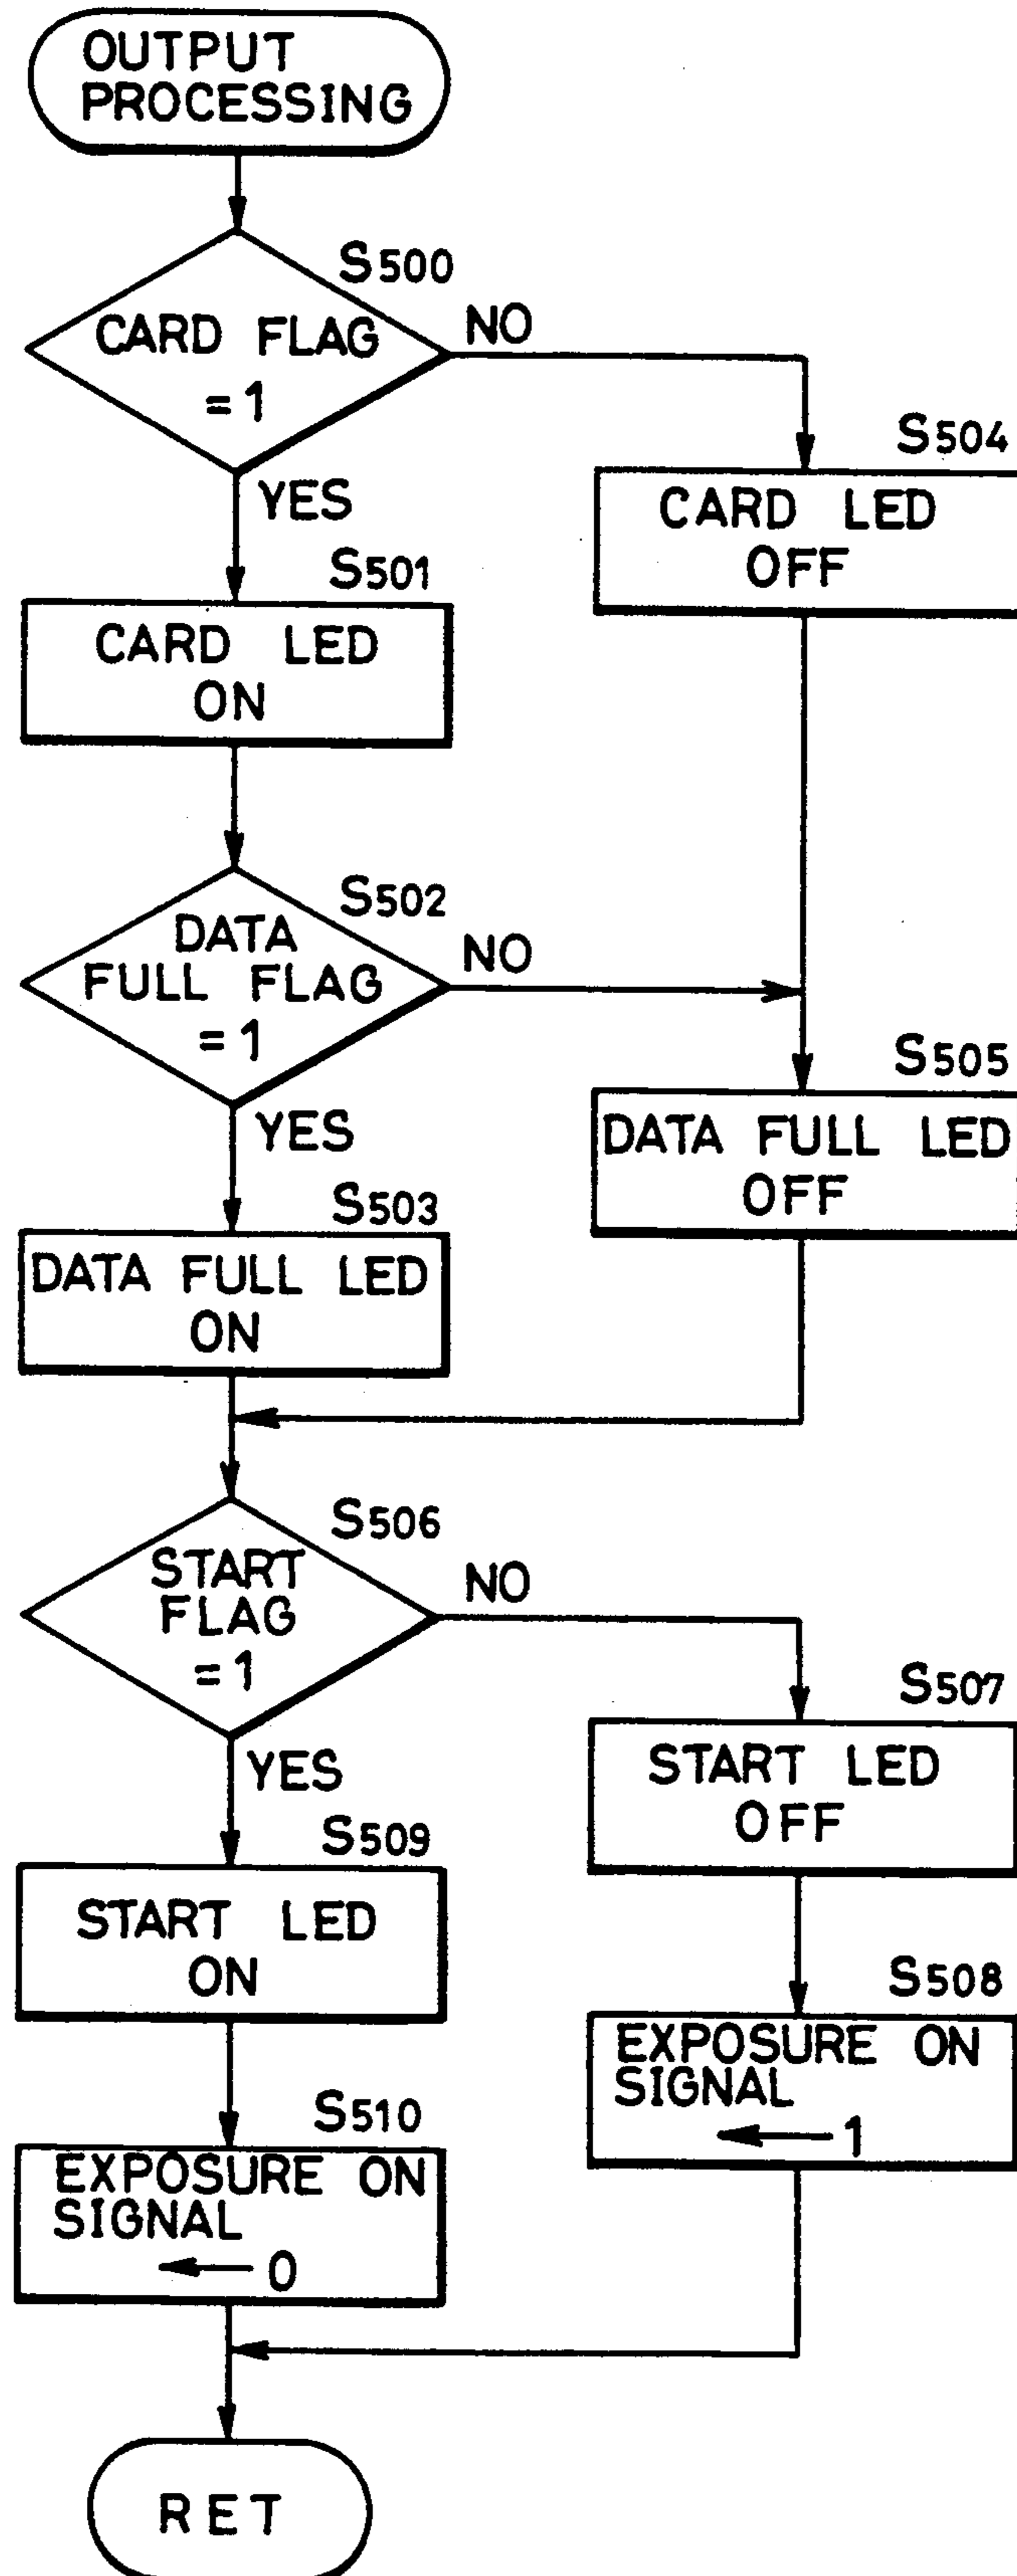 OUTPUT
PROCESSING
S500
CARD FLAG
= 1
NO
YES
S504
CARD LED
OFF
S501
CARD LED
ON
S502
DATA
FULL FLAG
= 1
NO
YES
S505
DATA FULL LED
OFF
S503
DATA FULL LED
ON
S506
START
FLAG
= 1
NO
YES
S507
START LED
OFF
S509
START LED
ON
S508
EXPOSURE ON
SIGNAL
← 1
S510
EXPOSURE ON
SIGNAL
← 0
RET